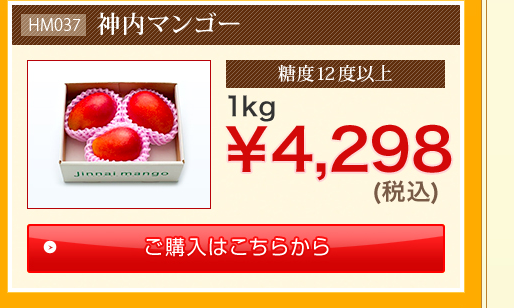 HM037 神内マンゴー
糖度12度以上
1kg
¥4,298
(税込)
Jinnai mango
ご購入はこちらから